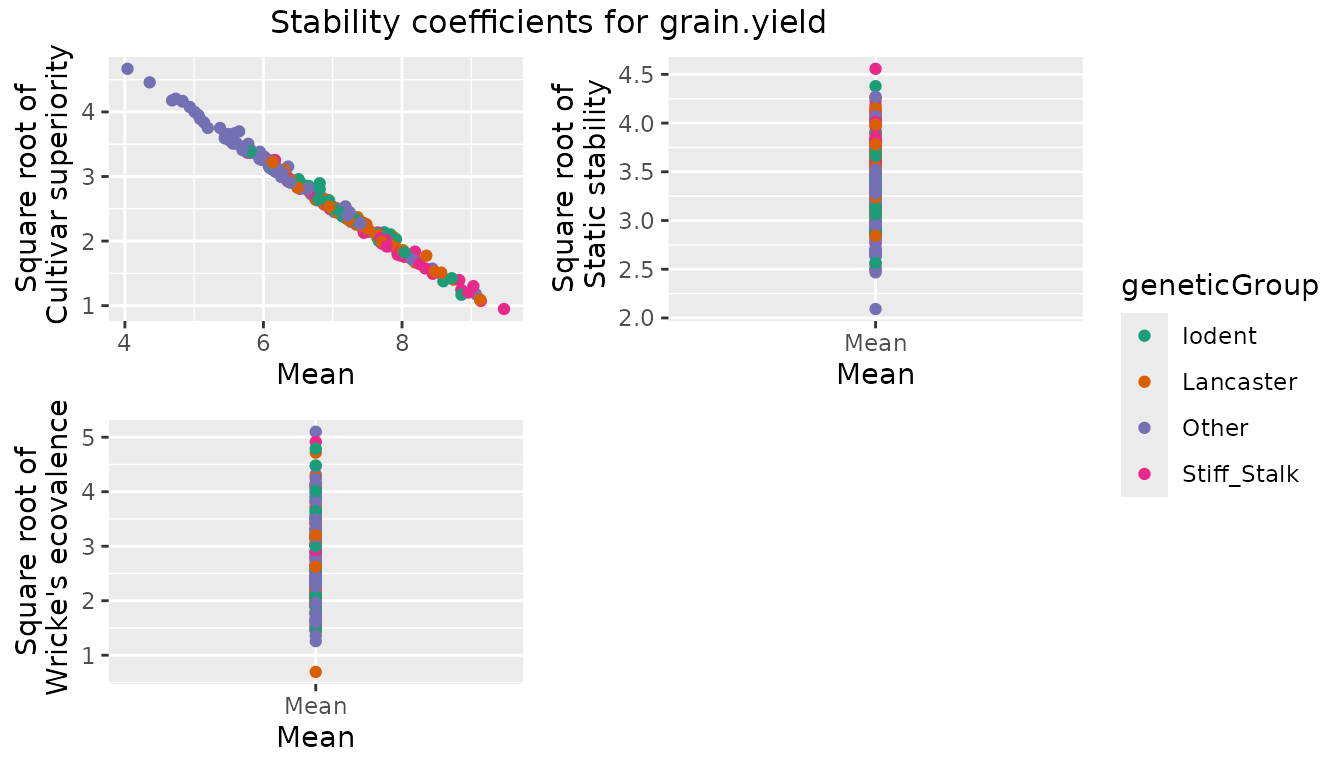 Stability coefficients for grain.yield
Square root of
Cultivar superiority
4
3
2
1
4 6 8
Mean
Square root of
Static stability
4.5
4.0
3.5
3.0
2.5
2.0
Mean
Mean
Square root of
Wricke's ecovalence
5
4
3
2
1
Mean
Mean
geneticGroup
Iodent
Lancaster
Other
Stiff_Stalk